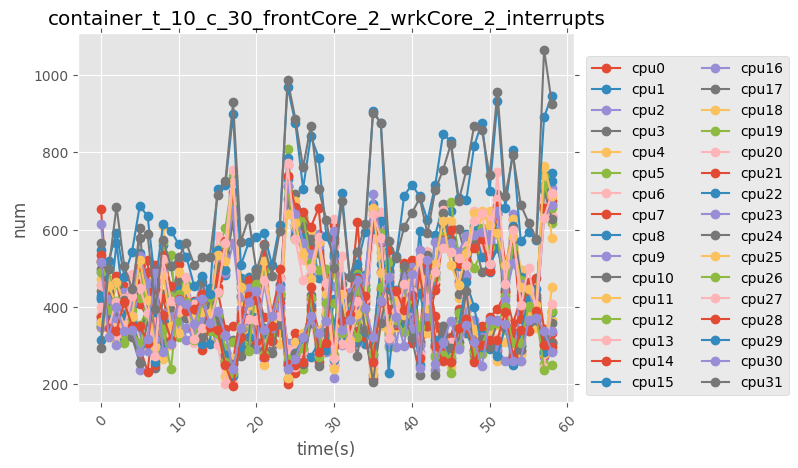 container_t_10_c_30_frontCore_2_wrkCore_2_interrupts
num
1000
800
600
400
200
0
10
20
30
40
50
60
time(s)
cpu0
cpu1
cpu2
cpu3
cpu4
cpu5
cpu6
cpu7
cpu8
cpu9
cpu10
cpu11
cpu12
cpu13
cpu14
cpu15
cpu16
cpu17
cpu18
cpu19
cpu20
cpu21
cpu22
cpu23
cpu24
cpu25
cpu26
cpu27
cpu28
cpu29
cpu30
cpu31